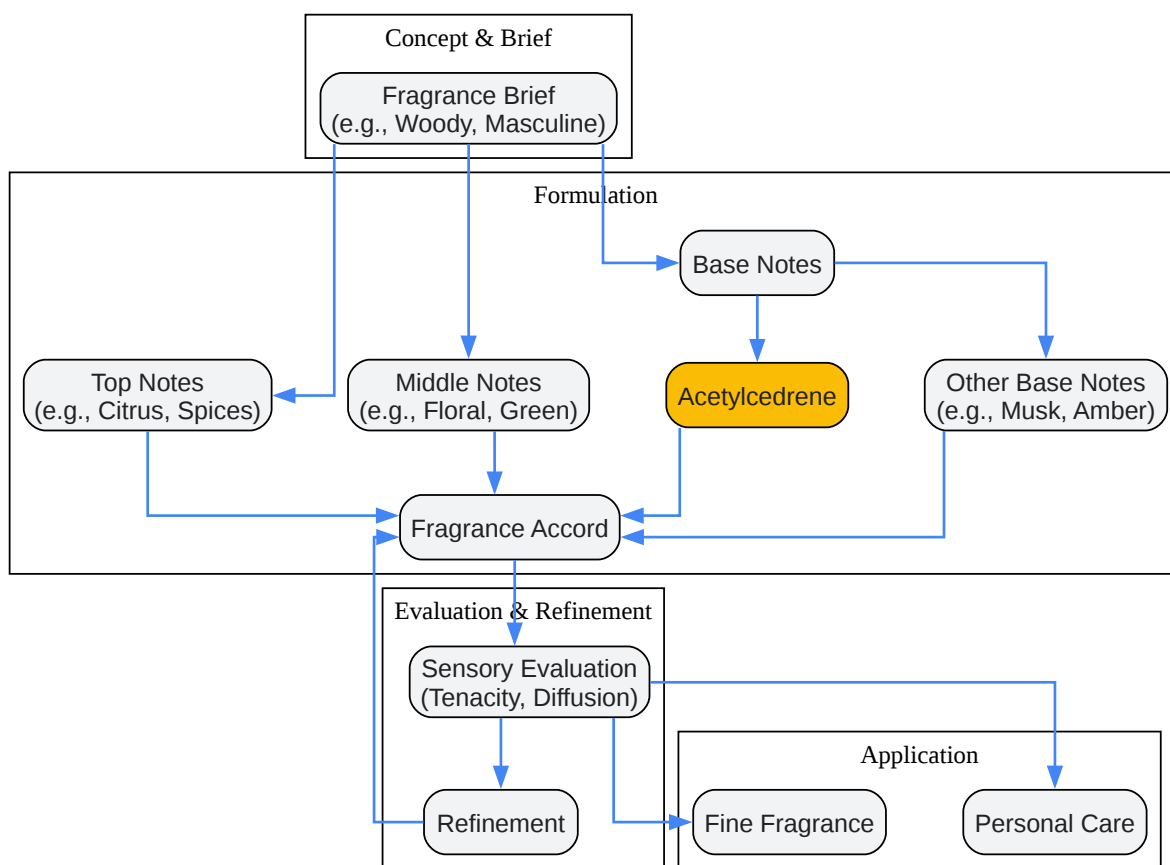 Concept & Brief
Fragrance Brief
(e.g., Woody, Masculine)
Formulation
Base Notes
Top Notes
(e.g., Citrus, Spices)
Middle Notes
(e.g., Floral, Green)
Acetylcedrene
Other Base Notes
(e.g., Musk, Amber)
Fragrance Accord
Evaluation & Refinement
Sensory Evaluation
(Tenacity, Diffusion)
Application
Refinement
Fine Fragrance
Personal Care